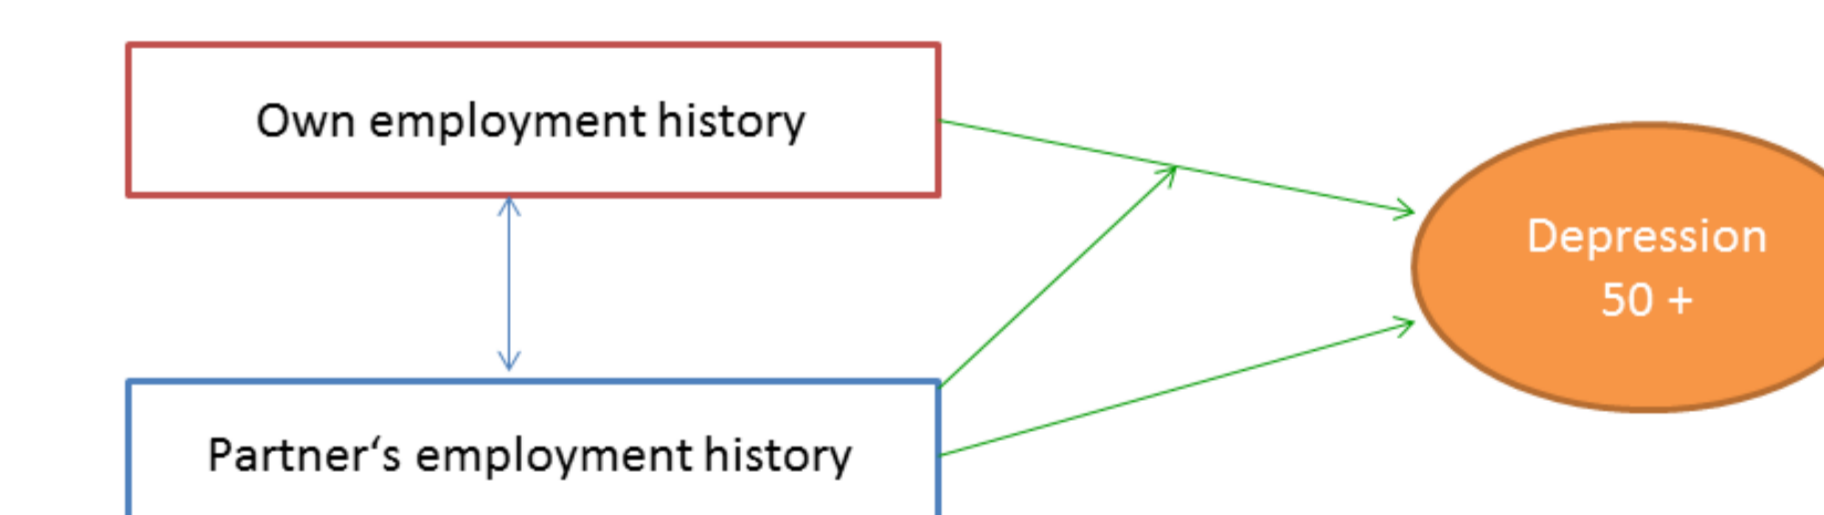 Own employment history
Depression
50 +
Partner‘s employment history